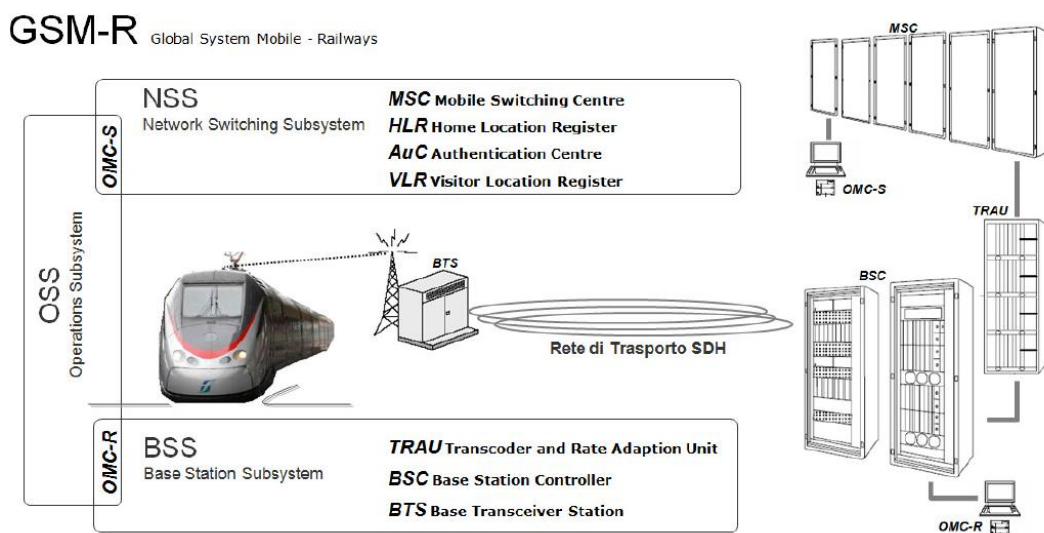 GSM-R Global System Mobile - Railways
MSC
NSS
Network Switching Subsystem
MSC Mobile Switching Centre
HLR Home Location Register
AuC Authentication Centre
VLR Visitor Location Register
OMC-S
OMC-S
OSS
Operations Subsystem
TRAU
BTS
BSC
Rete di Trasporto SDH
OMC-R
BSS
Base Station Subsystem
TRAU Transcoder and Rate Adaption Unit
BSC Base Station Controller
BTS Base Transceiver Station
OMC-R